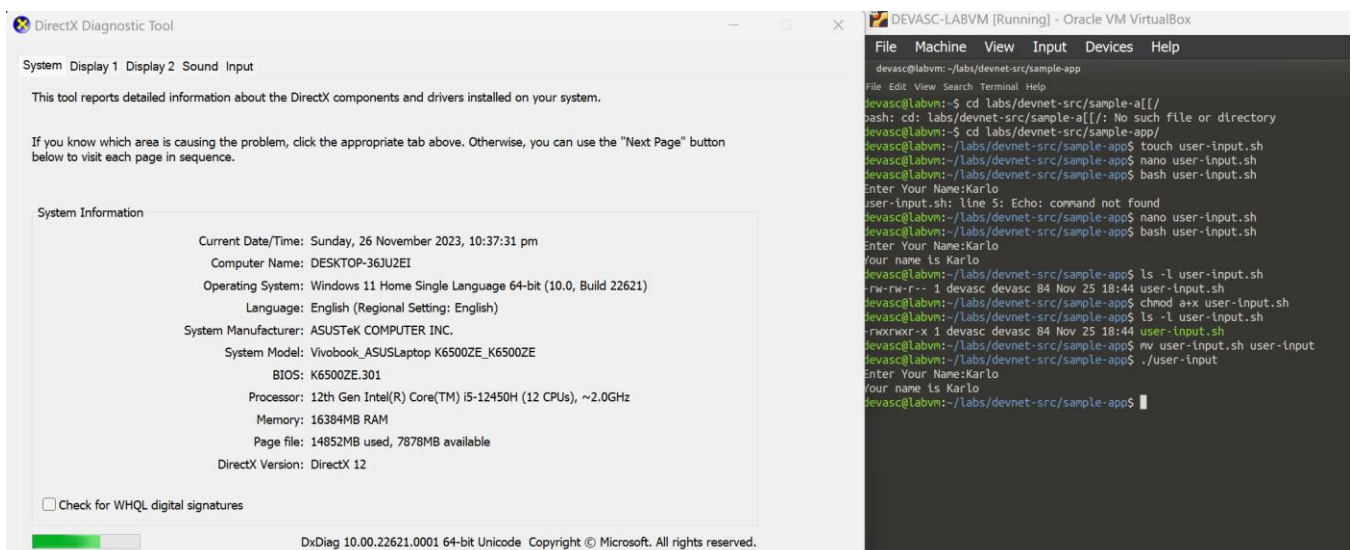 DirectX Diagnostic Tool
System Display 1 Display 2 Sound Input
This tool reports detailed information about the DirectX components and drivers installed on your system.
If you know which area is causing the problem, click the appropriate tab above. Otherwise, you can use the "Next Page" button
below to visit each page in sequence.
System Information
Current Date/Time: Sunday, 26 November 2023, 10:37:31 pm
Computer Name: DESKTOP-36JU2EI
Operating System: Windows 11 Home Single Language 64-bit (10.0, Build 22621)
Language: English (Regional Setting: English)
System Manufacturer: ASUSTeK COMPUTER INC.
System Model: Vivobook_ASUSLaptop K6500ZE_K6500ZE
BIOS: K6500ZE.301
Processor: 12th Gen Intel(R) Core(TM) i5-12450H (12 CPUs), ~2.0GHz
Memory: 16384MB RAM
Page file: 14852MB used, 7878MB available
DirectX Version: DirectX 12
Check for WHQL digital signatures
DxDiag 10.00.22621.0001 64-bit Unicode Copyright © Microsoft. All rights reserved.
DEVASC-LABVM [Running] - Oracle VM VirtualBox
File Machine View Input Devices Help
devasc@labvm: ~/labs/devnet-src/sample-app
File Edit View Search Terminal Help
devasc@labvm:~$ cd labs/devnet-src/sample-a[[/
bash: cd: labs/devnet-src/sample-a[[/: No such file or directory
devasc@labvm:~$ cd labs/devnet-src/sample-app/
devasc@labvm:~/labs/devnet-src/sample-app$ touch user-input.sh
devasc@labvm:~/labs/devnet-src/sample-app$ nano user-input.sh
devasc@labvm:~/labs/devnet-src/sample-app$ bash user-input.sh
Enter Your Name:Karlo
user-input.sh: line 5: Echo: command not found
devasc@labvm:~/labs/devnet-src/sample-app$ nano user-input.sh
devasc@labvm:~/labs/devnet-src/sample-app$ bash user-input.sh
Enter Your Name:Karlo
Your name is Karlo
devasc@labvm:~/labs/devnet-src/sample-app$ ls -l user-input.sh
-rw-rw-r-- 1 devasc devasc 84 Nov 25 18:44 user-input.sh
devasc@labvm:~/labs/devnet-src/sample-app$ chmod a+x user-input.sh
devasc@labvm:~/labs/devnet-src/sample-app$ ls -l user-input.sh
-rwxrwxr-x 1 devasc devasc 84 Nov 25 18:44 user-input.sh
devasc@labvm:~/labs/devnet-src/sample-app$ mv user-input.sh user-input
devasc@labvm:~/labs/devnet-src/sample-app$ ./user-input
Enter Your Name:Karlo
Your name is Karlo
devasc@labvm:~/labs/devnet-src/sample-app$